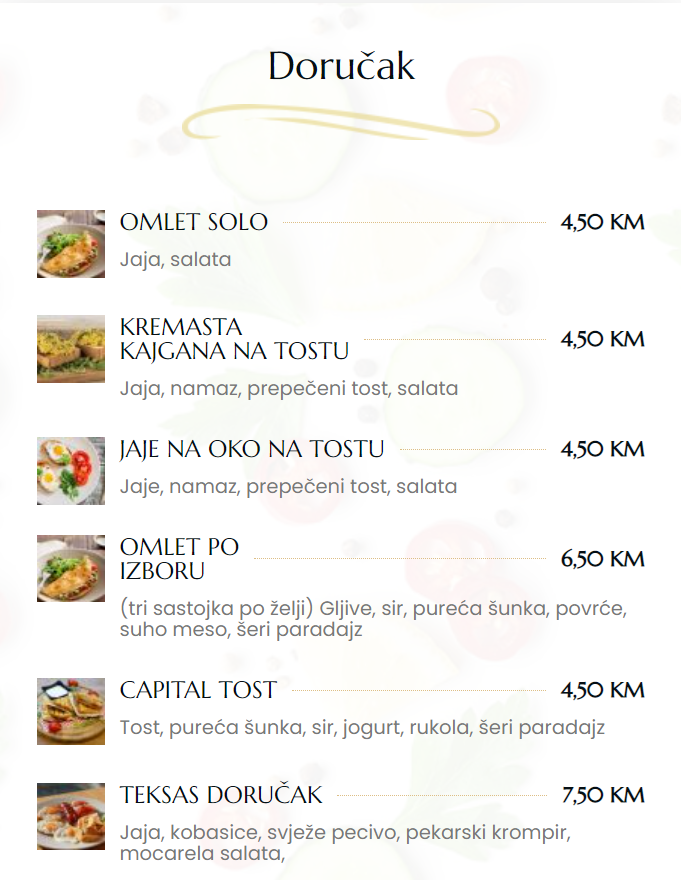 Doručak
OMLET SOLO 4,50 KM
Jaja, salata
KREMASTA
KAJGANA NA TOSTU 4,50 KM
Jaja, namaz, prepečeni tost, salata
JAJE NA OKO NA TOSTU 4,50 KM
Jaje, namaz, prepečeni tost, salata
OMLET PO
IZBORU 6,50 KM
(tri sastojka po želji) Gljive, sir, pureća šunka, povrće,
suho meso, šeri paradajz
CAPITAL TOST 4,50 KM
Tost, pureća šunka, sir, jogurt, rukola, šeri paradajz
TEKSAS DORUČAK 7,50 KM
Jaja, kobasice, svježe pecivo, pekarski krompir,
mocarela salata,